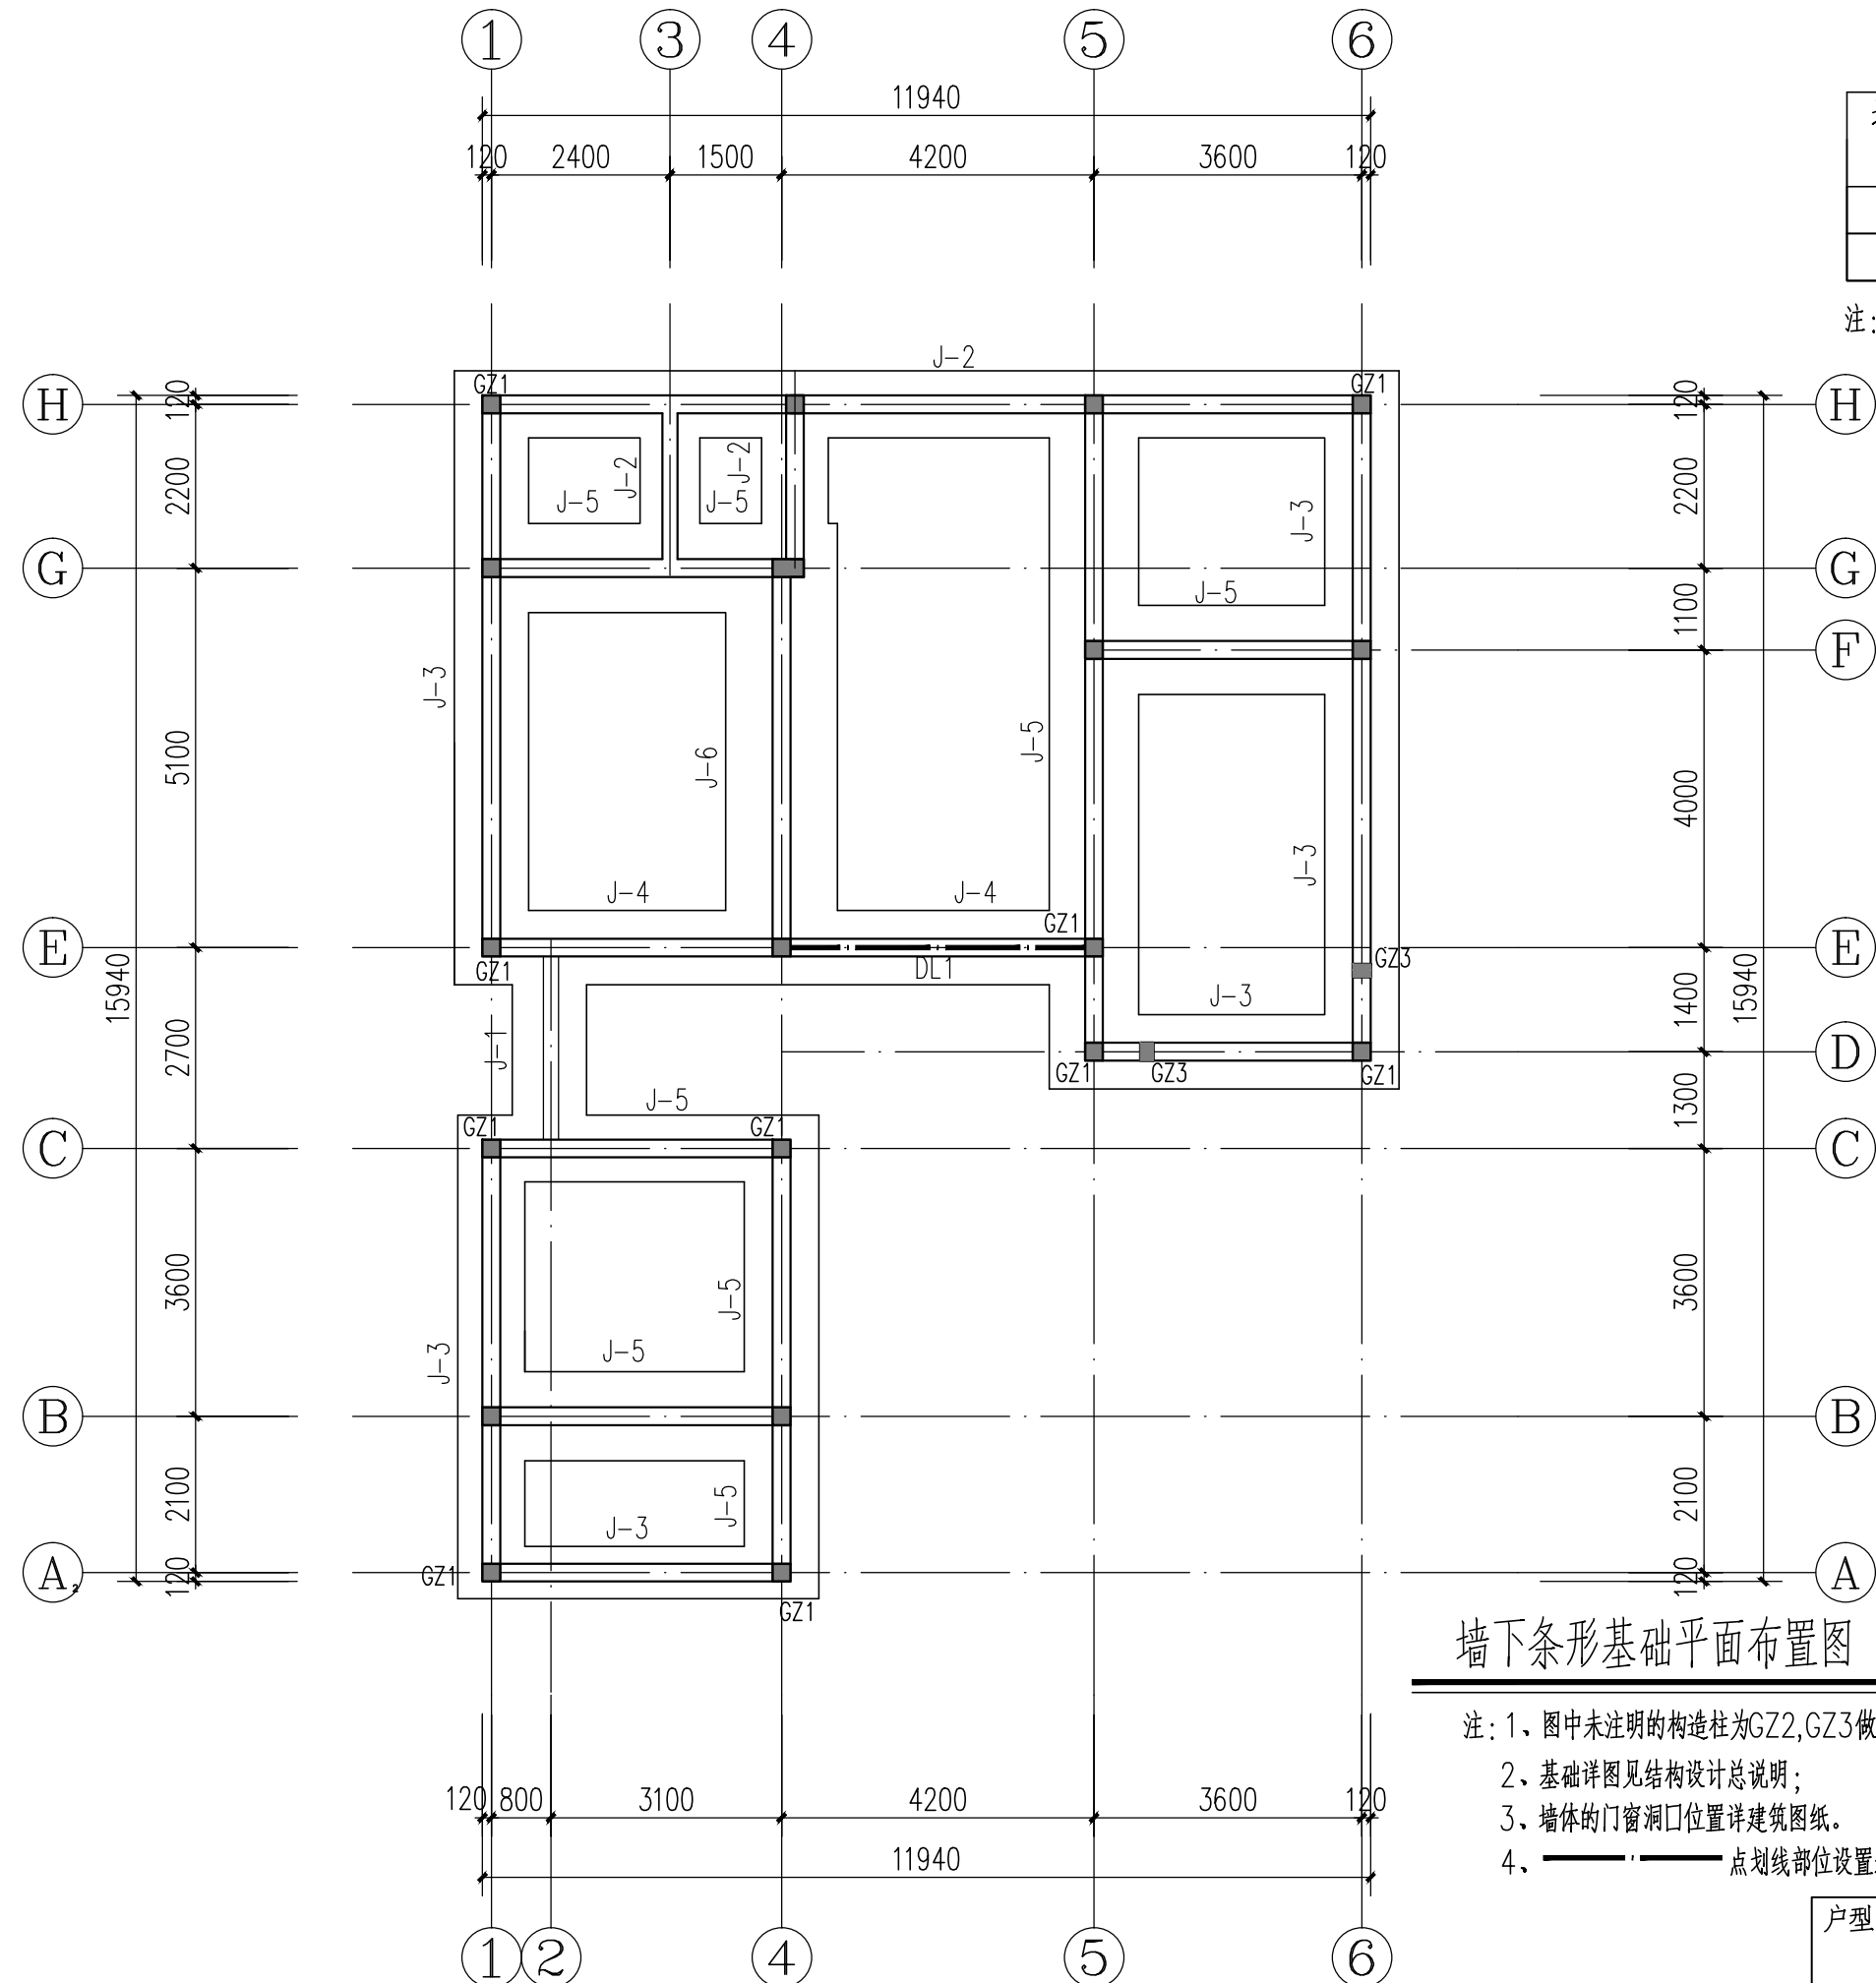 1 3 4 5 6
11940
120 2400 1500 4200 3600 120
注:
J-2
GZ1 GZ1
H 120 120 H
2200 J-2 J-2 J-3 2200
J-5 J-5
G G
J-5 1100
F
J-3
5100 J-6 J-5 4000
J-3
J-4 J-4
GZ1
E E
GZ1 DL1 GZ3
15940 J-3 1400 15940
2700 J-1
D
GZ1 GZ3 GZ1
J-5 1300
GZ1 GZ1
C C
3600 J-5 3600
J-3 J-5
B B
2100 J-5 2100
J-3
A 2 120 GZ1 120 A
GZ1
墙下条形基础平面布置图
注: 1、图中未注明的构造柱为GZ2,GZ3做
2、基础详图见结构设计总说明;
3、墙体的门窗洞口位置详建筑图纸。
4、 点划线部位设置
120 800 3100 4200 3600 120
11940
户型
1 2 4 5 6